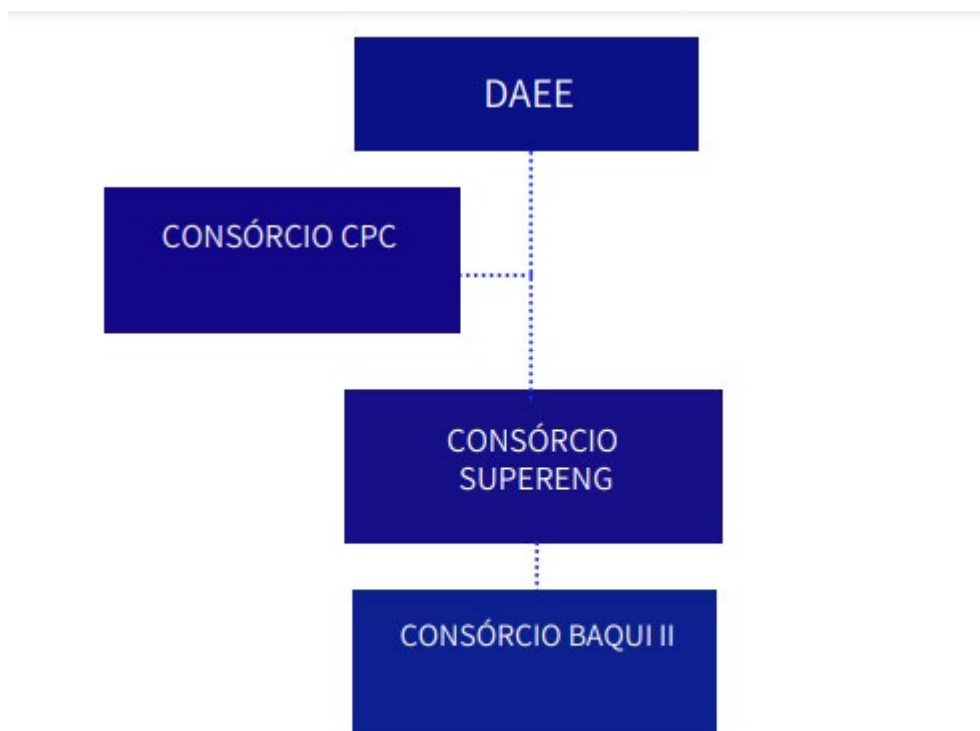 DAEE
CONSÓRCIO CPC
CONSÓRCIO
SUPERENG
CONSÓRCIO BAQUI II